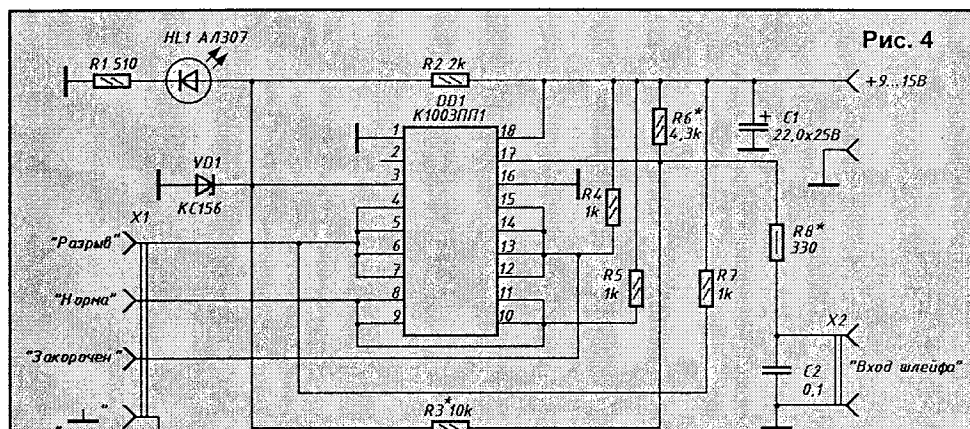 Рис. 4
HL1 АЛ307
R1 510
R2 2k
+9...15В
DD1
К1003ПП1
R6*
4,3k
+ C1
22,0x25В
1
2
3
4
5
6
7
8
9
18
17
16
15
14
13
12
11
10
VD1
КС156
R4
1k
X1
"Разрыв"
R8*
330
R5
1k
R7
1k
"Норма"
X2
"Закорочен"
C2
0,1
"Вход шлейфа"
R3* 10k
"